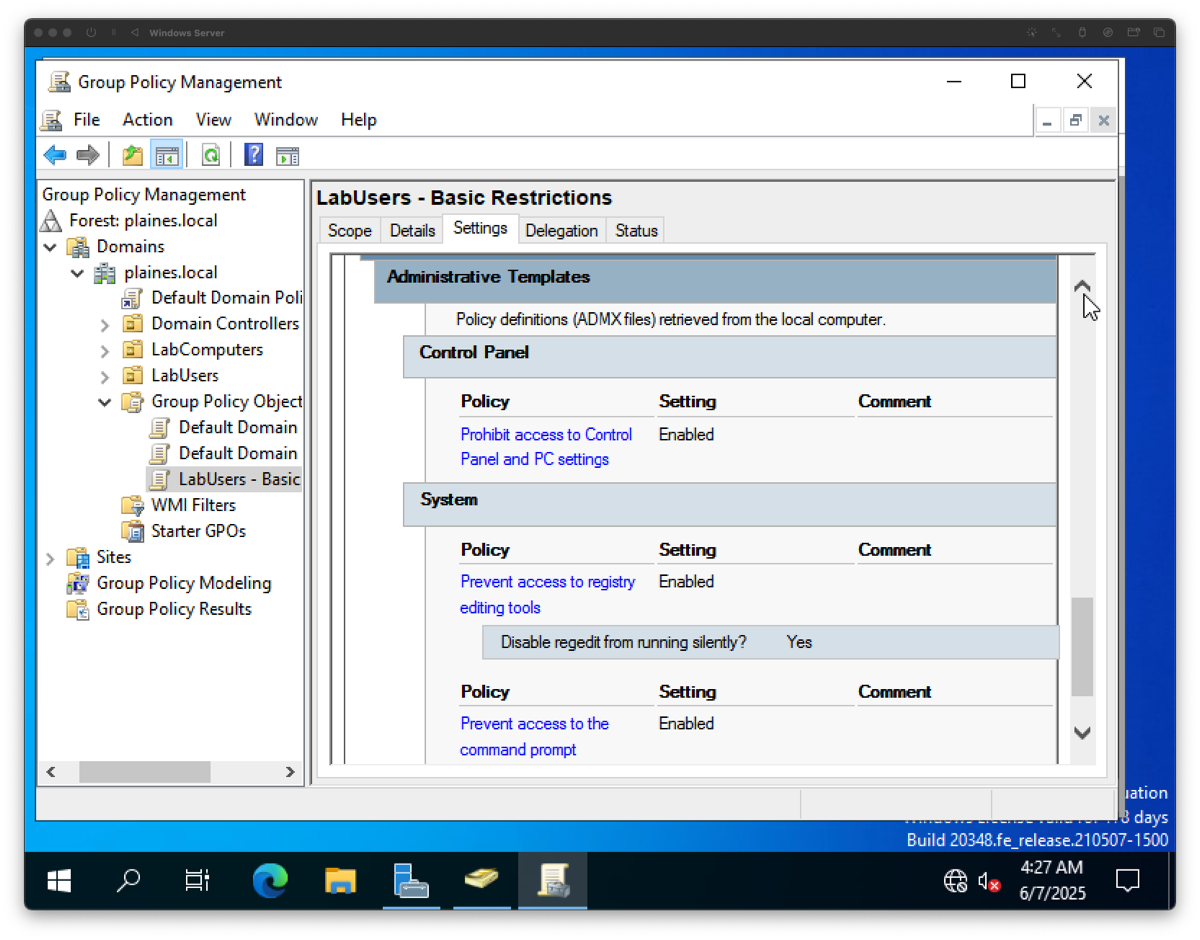 Windows Server
Group Policy Management
File Action View Window Help
Group Policy Management
Forest: plaines.local
Domains
plaines.local
Default Domain Poli
Domain Controllers
LabComputers
LabUsers
Group Policy Object
Default Domain
Default Domain
LabUsers - Basic
WMI Filters
Starter GPOs
Sites
Group Policy Modeling
Group Policy Results
LabUsers - Basic Restrictions
Scope Details Settings Delegation Status
Administrative Templates
Policy definitions (ADMX files) retrieved from the local computer.
Control Panel
Policy Setting Comment
Prohibit access to Control Enabled
Panel and PC settings
System
Policy Setting Comment
Prevent access to registry Enabled
editing tools
Disable regedit from running silently? Yes
Policy Setting Comment
Prevent access to the Enabled
command prompt
uation
days
Build 20348.fe_release.210507-1500
4:27 AM
6/7/2025